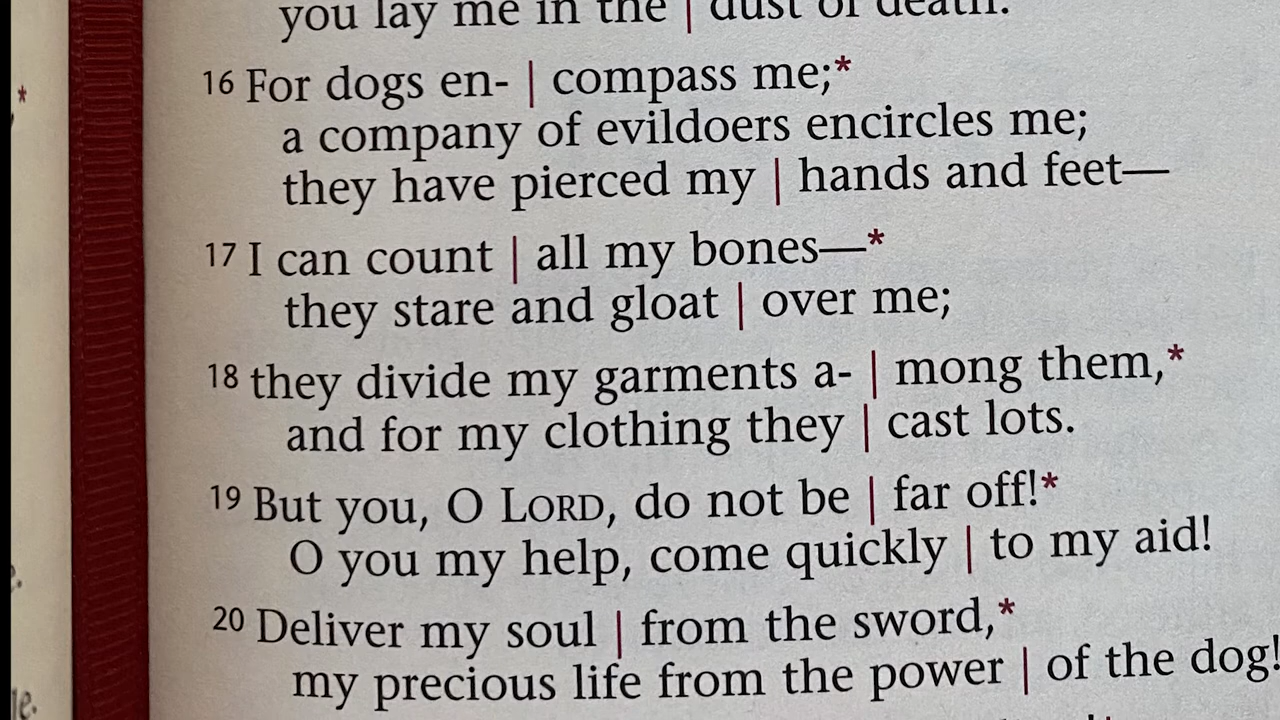 you lay me in the | dust of death.
16 For dogs en- | compass me;*
a company of evildoers encircles me;
they have pierced my | hands and feet—
17 I can count | all my bones—*
they stare and gloat | over me;
18 they divide my garments a- | mong them,*
and for my clothing they | cast lots.
19 But you, O LORD, do not be | far off!*
O you my help, come quickly | to my aid!
20 Deliver my soul | from the sword,*
my precious life from the power | of the dog!